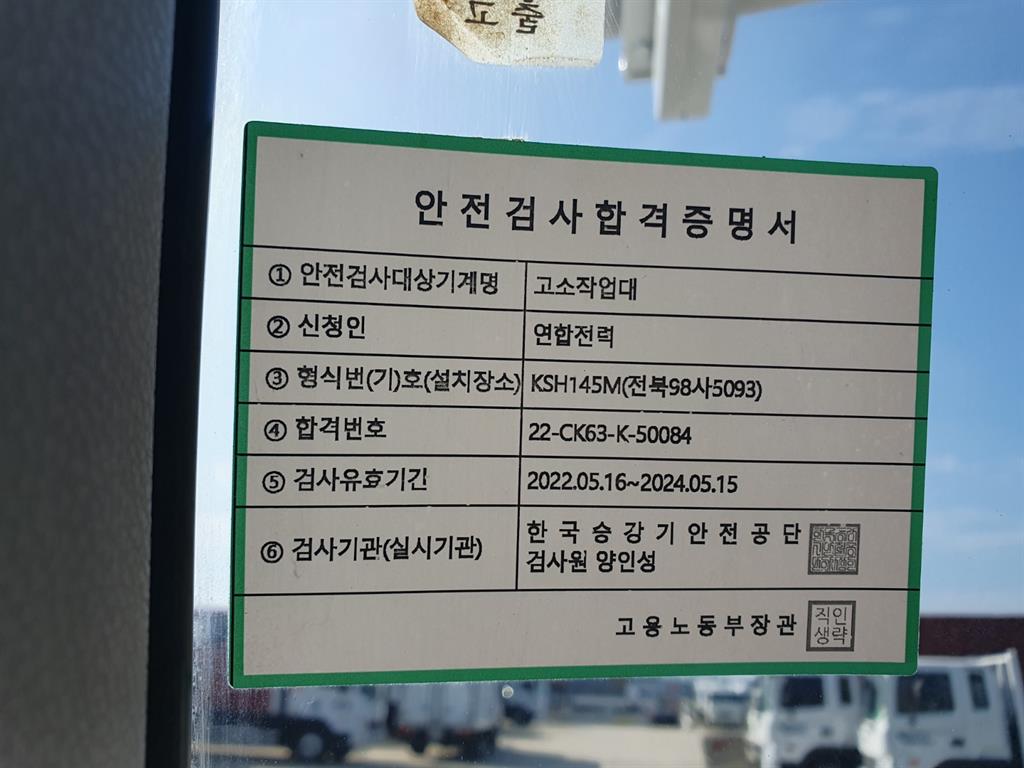 고 춤
안전검사합격증명서
① 안전검사대상기계명 고소작업대
② 신청인 연합전력
③ 형식번(기)호(설치장소) KSH145M(전북98사5093)
④ 합격번호 22-CK63-K-50084
⑤ 검사유효기간 2022.05.16~2024.05.15
⑥ 검사기관(실시기관) 한국승강기안전공단
검사원 양인성
고용노동부장관 직인
생략